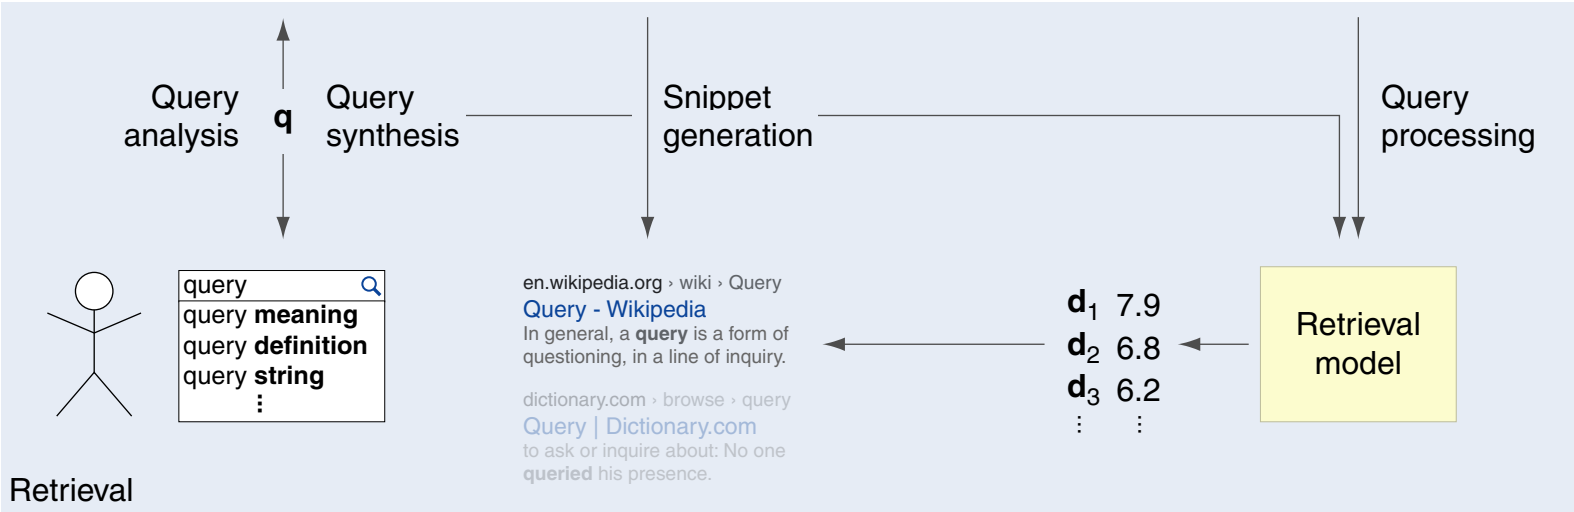 Query
analysis
q
Query
synthesis
Snippet
generation
Query
processing
query
query meaning
query definition
query string
⋮
en.wikipedia.org › wiki › Query
Query - Wikipedia
In general, a query is a form of
questioning, in a line of inquiry.
dictionary.com › browse › query
Query | Dictionary.com
to ask or inquire about: No one
queried his presence.
d1 7.9
d2 6.8
d3 6.2
⋮ ⋮
Retrieval
model
Retrieval